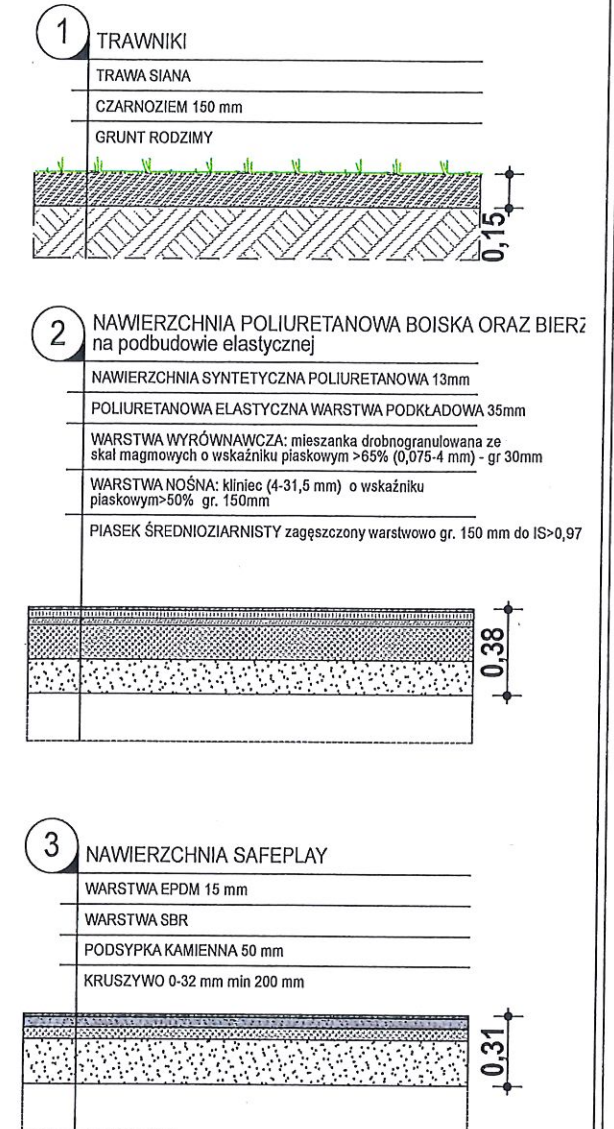 1
TRAWNIKI
TRAWA SIANA
CZARNOZIEM 150 mm
GRUNT RODZIMY
0,15
2
NAWIERZCHNIA POLIURETANOWA BOISKA ORAZ BIERZ
na podbudowie elastycznej
NAWIERZCHNIA SYNTETYCZNA POLIURETANOWA 13mm
POLIURETANOWA ELASTYCZNA WARSTWA PODKŁADOWA 35mm
WARSTWA WYRÓWNAWCZA: mieszanka drobnogranulowana ze
skał magmowych o wskaźniku piaskowym >65% (0,075-4 mm) - gr 30mm
WARSTWA NOŚNA: kliniec (4-31,5 mm) o wskaźniku
piaskowym>50% gr. 150mm
PIASEK ŚREDNIOZIARNISTY zagęszczony warstwowo gr. 150 mm do IS>0,97
0,38
3
NAWIERZCHNIA SAFEPLAY
WARSTWA EPDM 15 mm
WARSTWA SBR
PODSYPKA KAMIENNA 50 mm
KRUSZYWO 0-32 mm min 200 mm
0,31